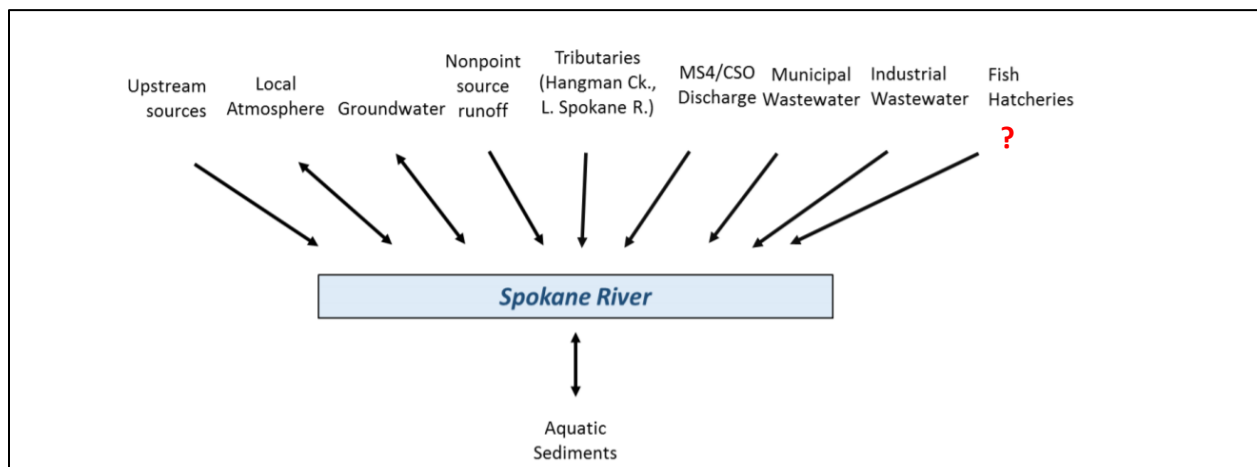 Upstream
sources
Local
Atmosphere
Groundwater
Nonpoint
source
runoff
Tributaries
(Hangman Ck.,
L. Spokane R.)
MS4/CSO
Discharge
Municipal
Wastewater
Industrial
Wastewater
Fish
Hatcheries
?
Spokane River
Aquatic
Sediments